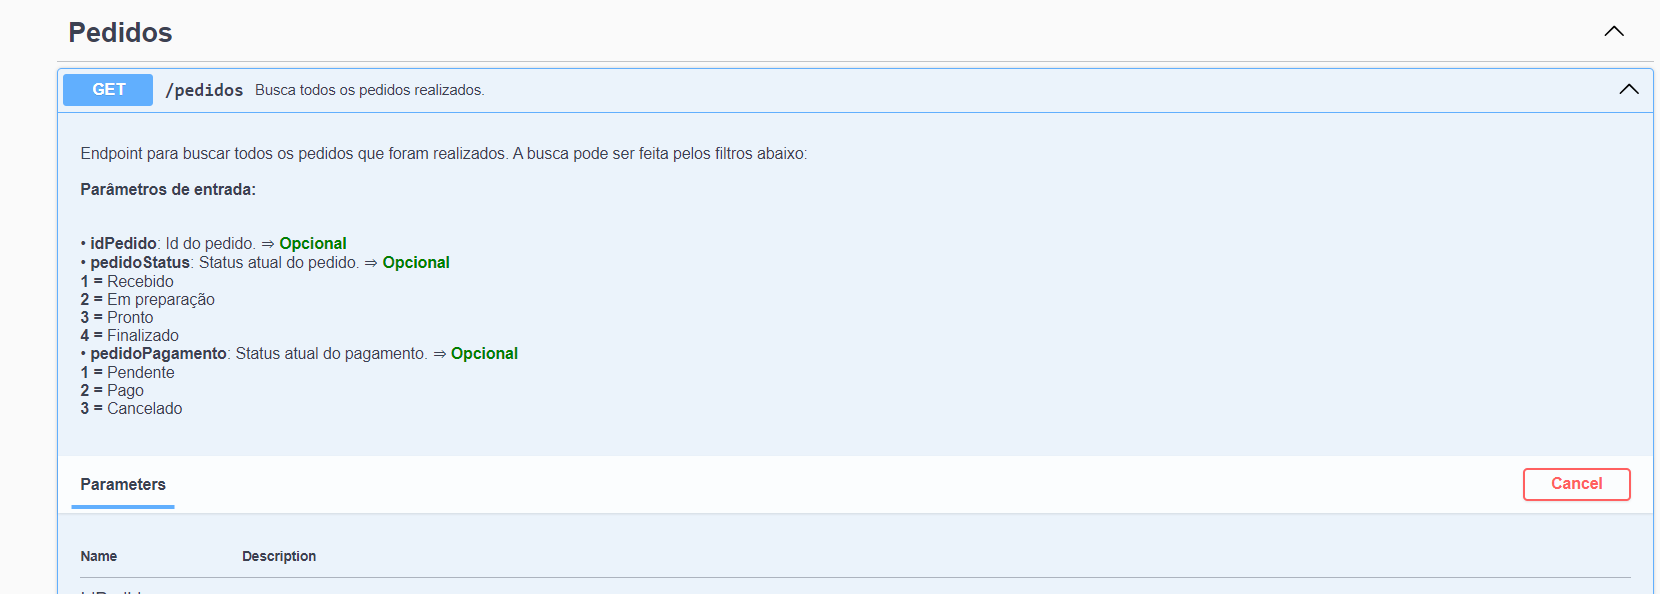 Pedidos
GET /pedidos Busca todos os pedidos realizados.
Endpoint para buscar todos os pedidos que foram realizados. A busca pode ser feita pelos filtros abaixo:
Parâmetros de entrada:
• idPedido: Id do pedido. ⇒ Opcional
• pedidoStatus: Status atual do pedido. ⇒ Opcional
1 = Recebido
2 = Em preparação
3 = Pronto
4 = Finalizado
• pedidoPagamento: Status atual do pagamento. ⇒ Opcional
1 = Pendente
2 = Pago
3 = Cancelado
Parameters
Cancel
Name Description